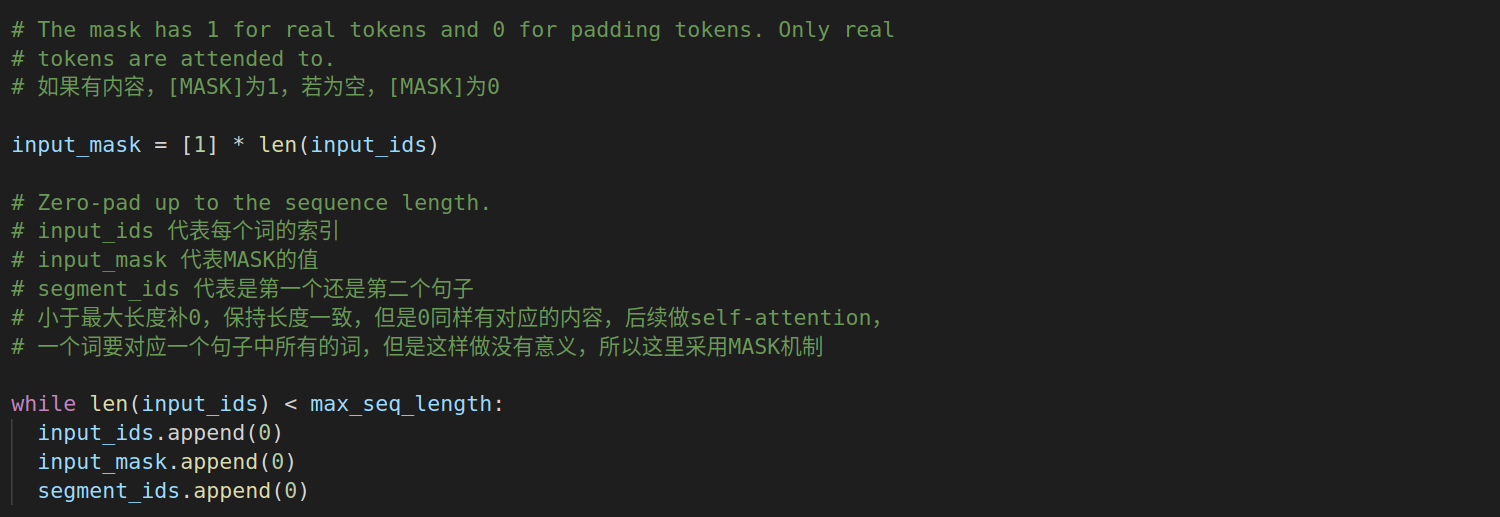 # The mask has 1 for real tokens and 0 for padding tokens. Only real
# tokens are attended to.
# 如果有内容，[MASK]为1，若为空，[MASK]为0
input_mask = [1] * len(input_ids)
# Zero-pad up to the sequence length.
# input_ids 代表每个词的索引
# input_mask 代表MASK的值
# segment_ids 代表是第一个还是第二个句子
# 小于最大长度补0，保持长度一致，但是0同样有对应的内容，后续做self-attention，
# 一个词要对应一个句子中所有的词，但是这样做没有意义，所以这里采用MASK机制
while len(input_ids) < max_seq_length:
  input_ids.append(0)
  input_mask.append(0)
  segment_ids.append(0)